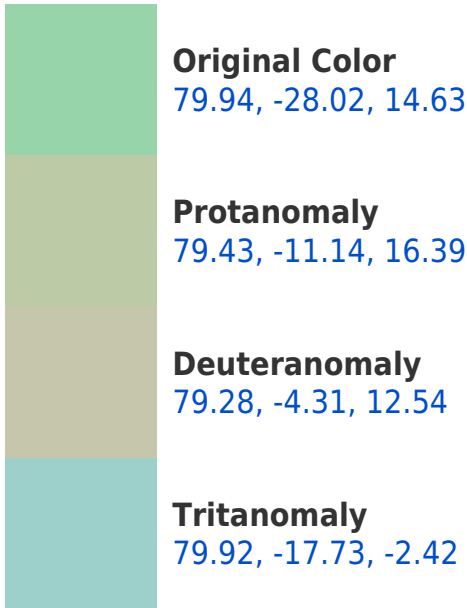 Original Color
79.94, -28.02, 14.63
Protanomaly
79.43, -11.14, 16.39
Deuteranomaly
79.28, -4.31, 12.54
Tritanomaly
79.92, -17.73, -2.42